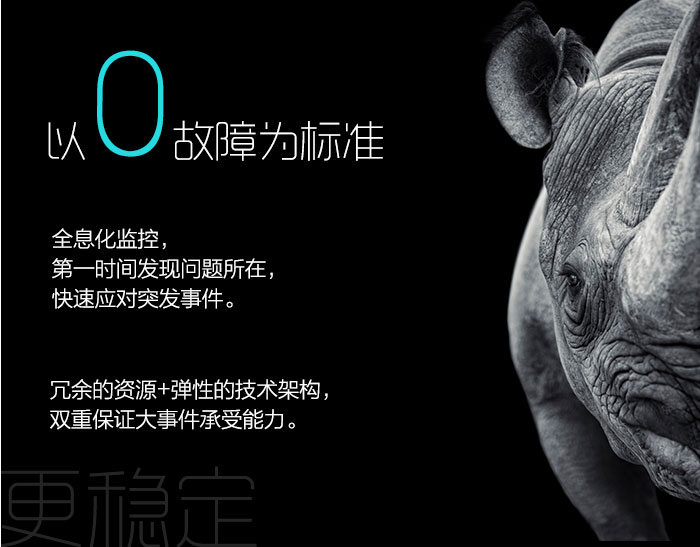 以0故障为标准
全息化监控，
第一时间发现问题所在，
快速应对突发事件。
冗余的资源+弹性的技术架构，
双重保证大事件承受能力。
更稳定